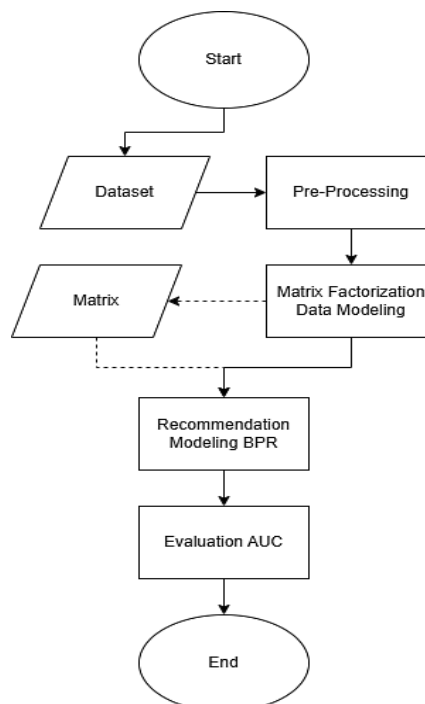 Start
Dataset
Pre-Processing
Matrix
Matrix Factorization
Data Modeling
Recommendation
Modeling BPR
Evaluation AUC
End